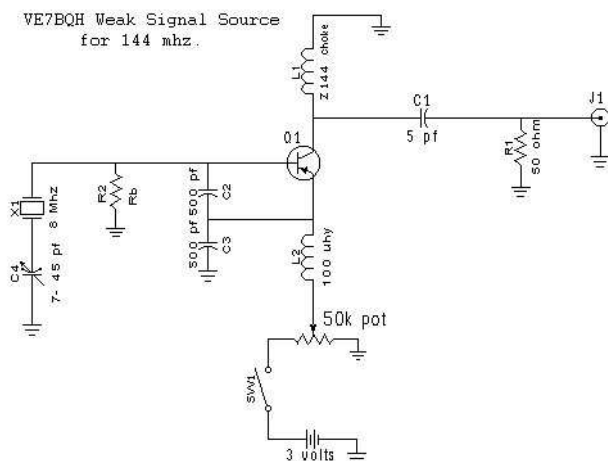 VE7BQH Weak Signal Source
for 144 mhz.
L1
Z144 choke
C1
5 pf
J1
R1
50 ohm
Q1
X1
8 Mhz
R2
Rb
C2
500 pf
C3
500 pf
C4
7- 45 pf
L2
100 uhy
50k pot
SW1
3 volts